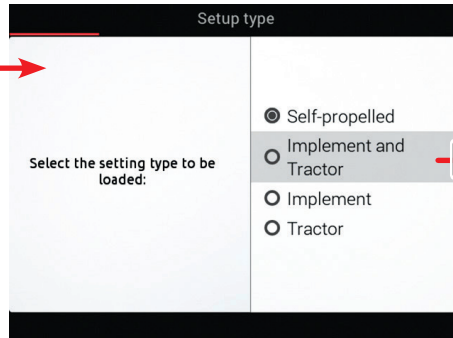 Setup type
Select the setting type to be
loaded:
Self-propelled
Implement and
Tractor
Implement
Tractor